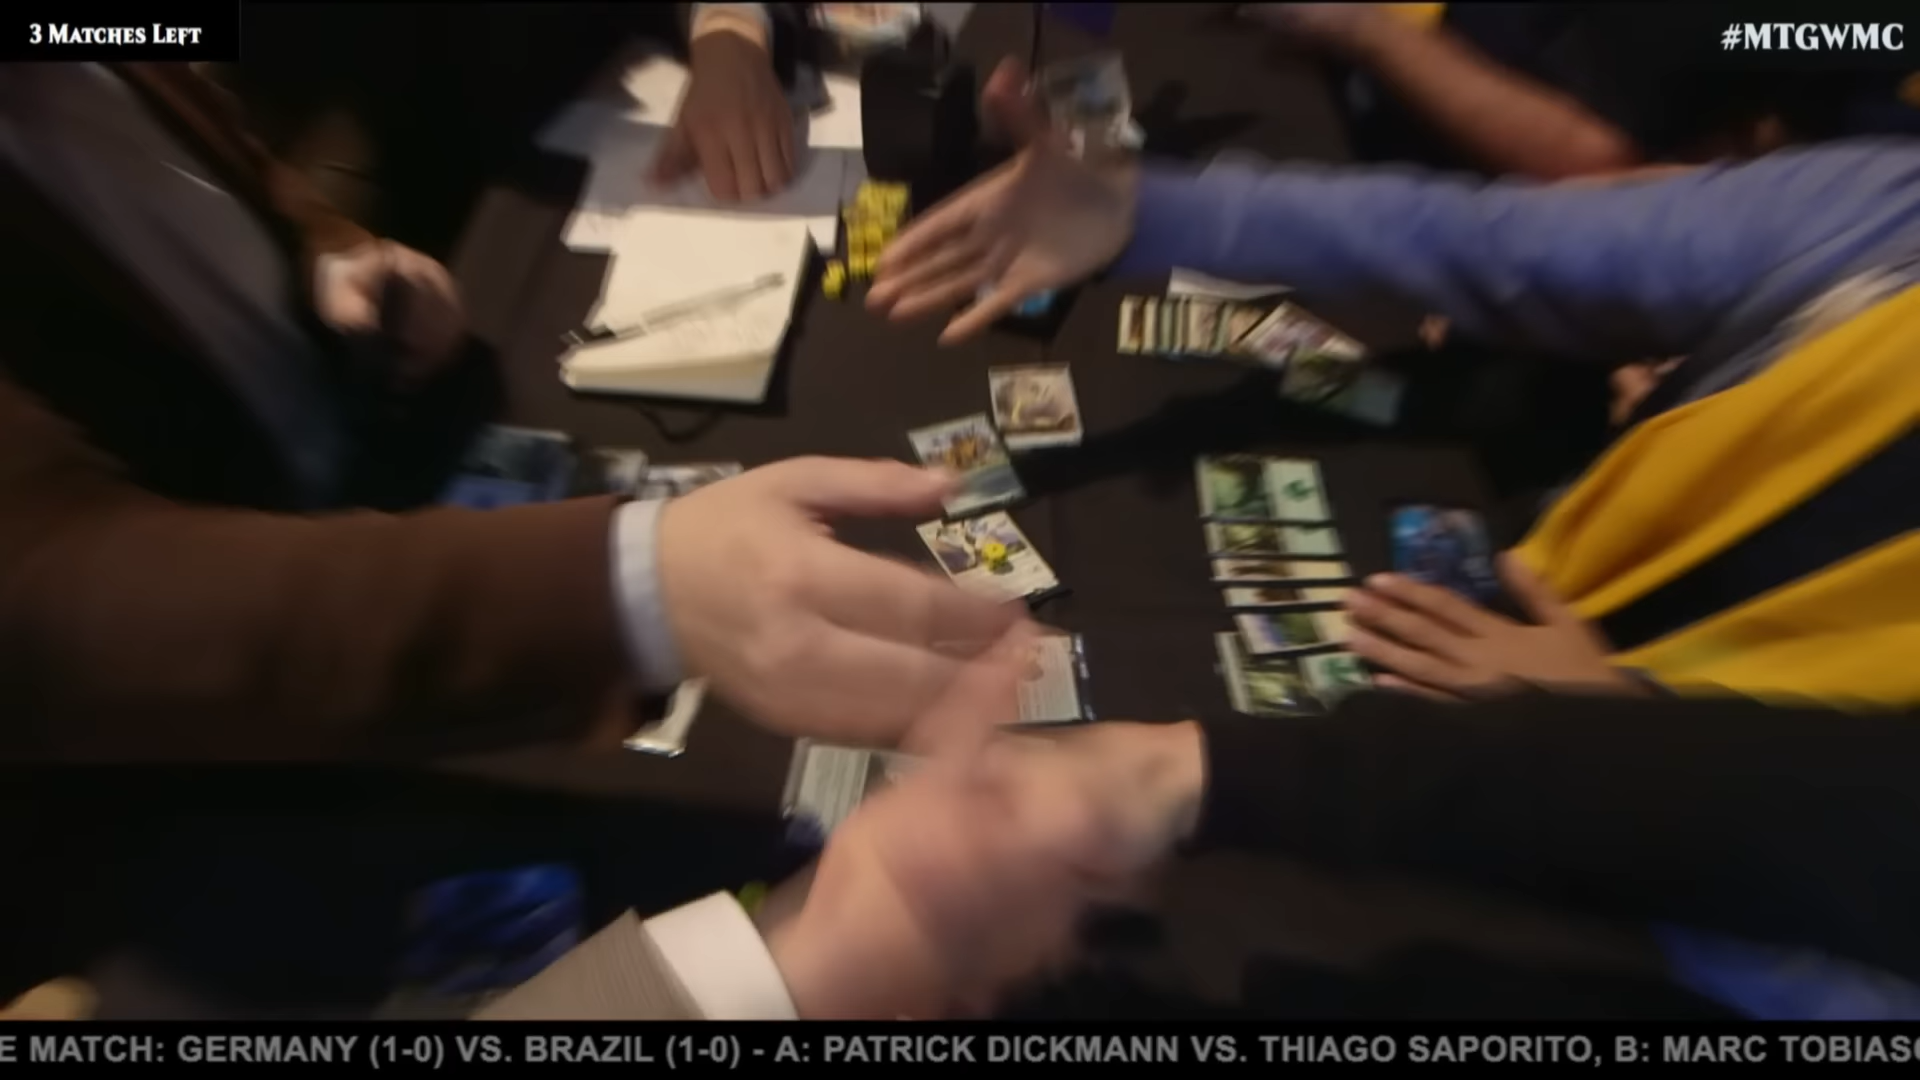 3 MATCHES LEFT
#MTGWMC
E MATCH: GERMANY (1-0) VS. BRAZIL (1-0) - A: PATRICK DICKMANN VS. THIAGO SAPORITO, B: MARC TOBIAS